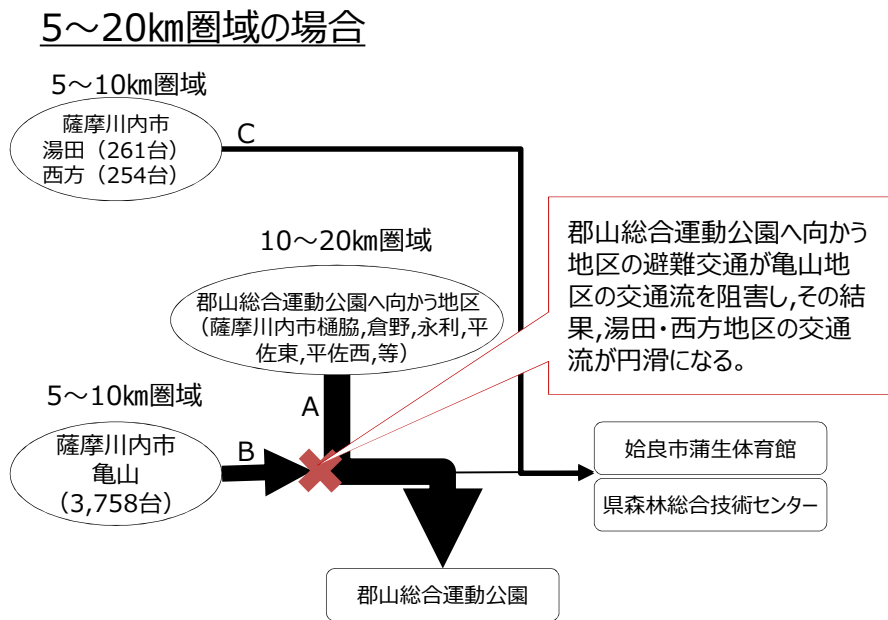 5～20km圏域の場合
5～10km圏域
薩摩川内市
湯田（261台）
西方（254台）
C
10～20km圏域
郡山総合運動公園へ向かう地区
（薩摩川内市樋脇,倉野,永利,平
佐東,平佐西,等）
郡山総合運動公園へ向かう
地区の避難交通が亀山地
区の交通流を阻害し,その結
果,湯田・西方地区の交通
流が円滑になる。
A
5～10km圏域
薩摩川内市
亀山
（3,758台）
B
姶良市蒲生体育館
県森林総合技術センター
郡山総合運動公園